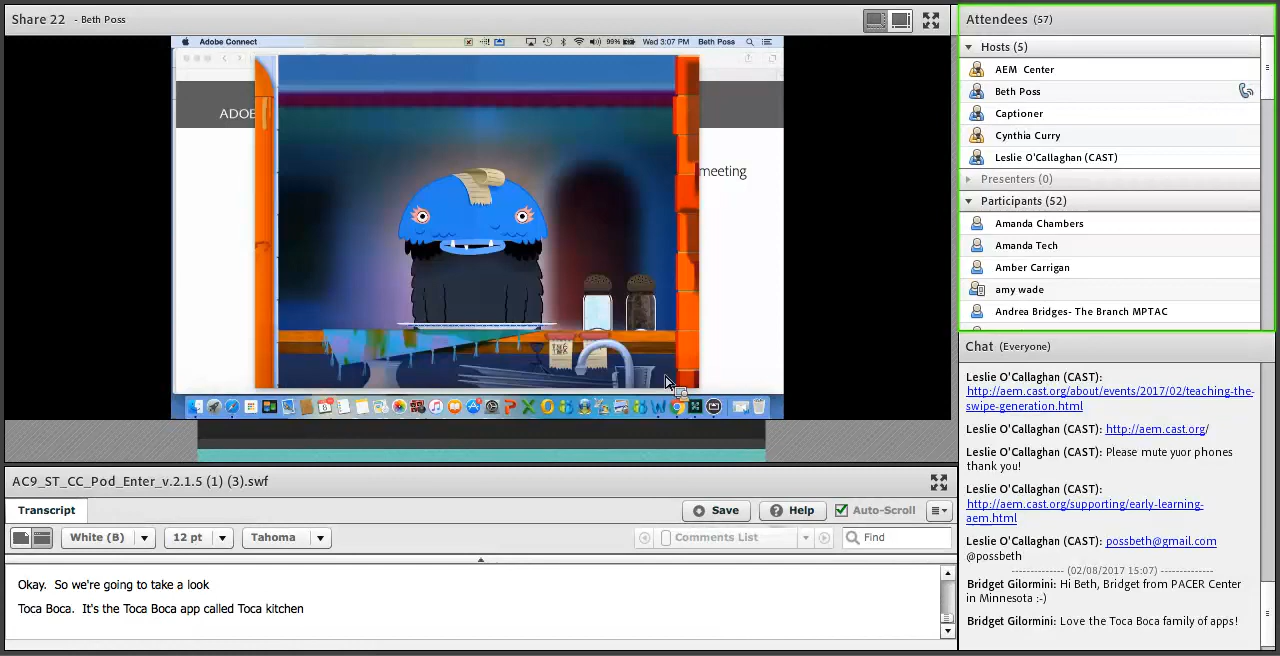 Share 22 - Beth Poss
Adobe Connect
99%
Wed 3:07 PM
Beth Poss
ADOB
meeting
AC9_ST_CC_Pod_Enter_v.2.1.5 (1) (3).swf
Transcript
Save
Help
Auto-Scroll
White (B)
12 pt
Tahoma
Comments List
Find
Okay. So we're going to take a look
Toca Boca. It's the Toca Boca app called Toca kitchen
Attendees (57)
Hosts (5)
AEM Center
Beth Poss
Captioner
Cynthia Curry
Leslie O'Callaghan (CAST)
Presenters (0)
Participants (52)
Amanda Chambers
Amanda Tech
Amber Carrigan
amy wade
Andrea Bridges- The Branch MPTAC
Chat (Everyone)
Leslie O'Callaghan (CAST):
http://aem.cast.org/about/events/2017/02/teaching-the-
swipe-generation.html
Leslie O'Callaghan (CAST): http://aem.cast.org/
Leslie O'Callaghan (CAST): Please mute yuor phones
thank you!
Leslie O'Callaghan (CAST):
http://aem.cast.org/supporting/early-learning-
aem.html
Leslie O'Callaghan (CAST): possbeth@gmail.com
@possbeth
-------------- (02/08/2017 15:07) --------------
Bridget Gilormini: Hi Beth, Bridget from PACER Center
in Minnesota :-)
Bridget Gilormini: Love the Toca Boca family of apps!